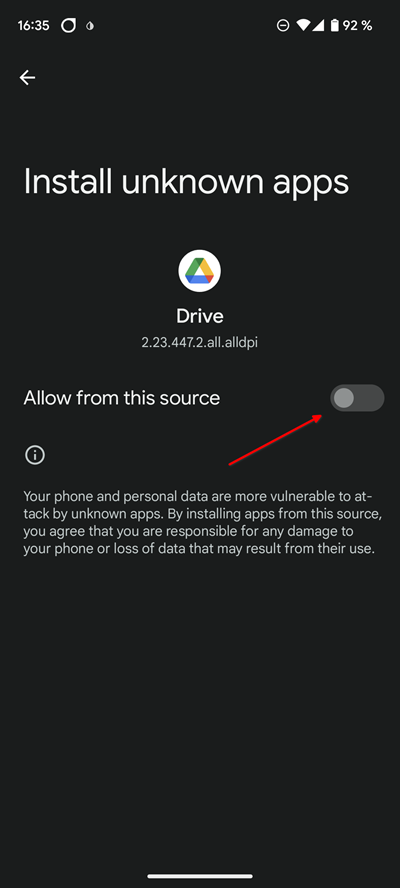 16:35 92 %
Install unknown apps
Drive
2.23.447.2.all.alldpi
Allow from this source
Your phone and personal data are more vulnerable to at-
tack by unknown apps. By installing apps from this source,
you agree that you are responsible for any damage to
your phone or loss of data that may result from their use.